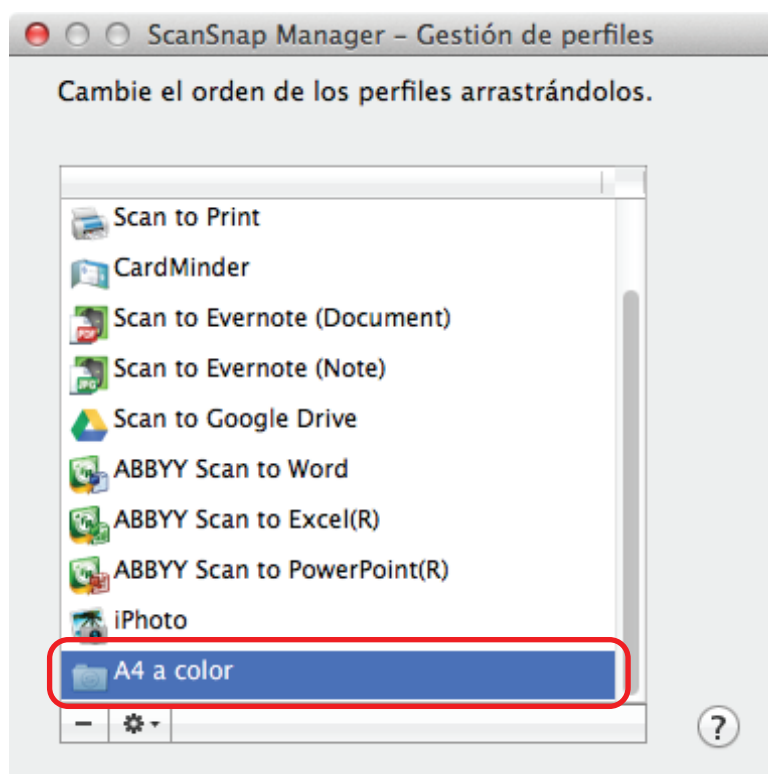 ScanSnap Manager – Gestión de perfiles
Cambie el orden de los perfiles arrastrándolos.
Scan to Print
CardMinder
Scan to Evernote (Document)
Scan to Evernote (Note)
Scan to Google Drive
ABBYY Scan to Word
ABBYY Scan to Excel(R)
ABBYY Scan to PowerPoint(R)
iPhoto
A4 a color
?